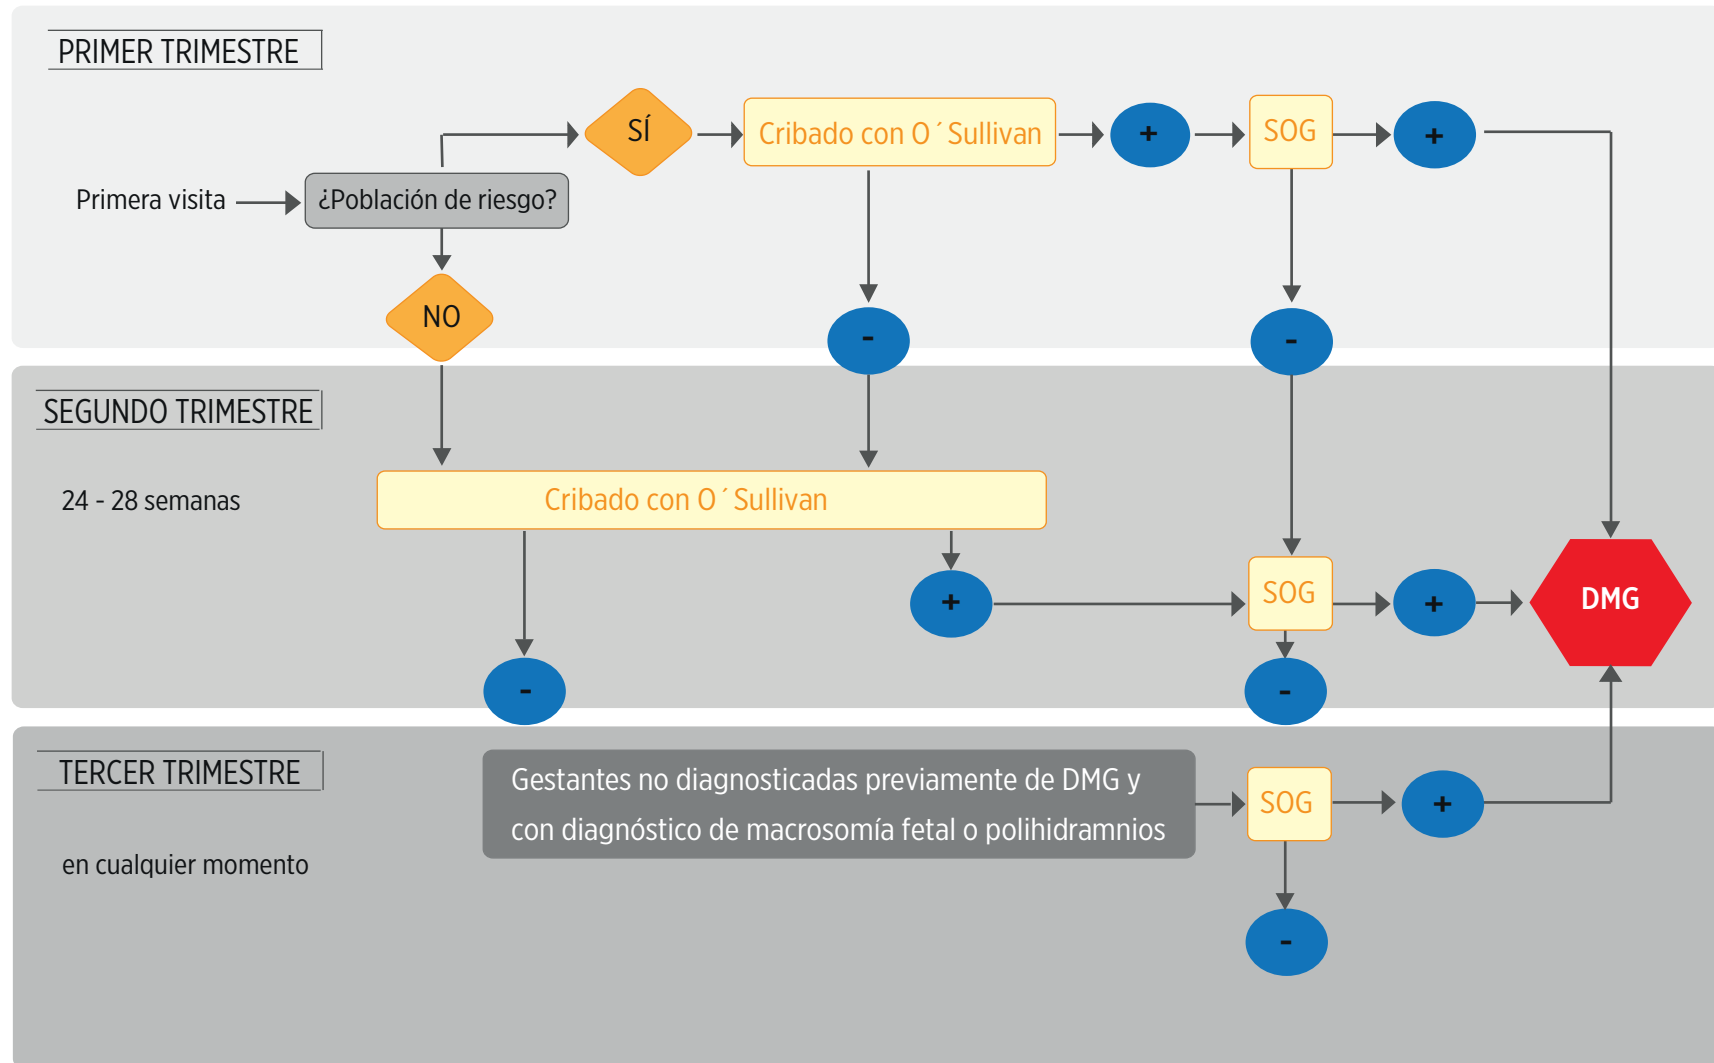 PRIMER TRIMESTRE
SÍ
Cribado con O´Sullivan
+
SOG
+
Primera visita
¿Población de riesgo?
NO
-
-
SEGUNDO TRIMESTRE
24 - 28 semanas
Cribado con O´Sullivan
+
SOG
+
DMG
-
-
TERCER TRIMESTRE
Gestantes no diagnosticadas previamente de DMG y
con diagnóstico de macrosomía fetal o polihidramnios
SOG
+
en cualquier momento
-